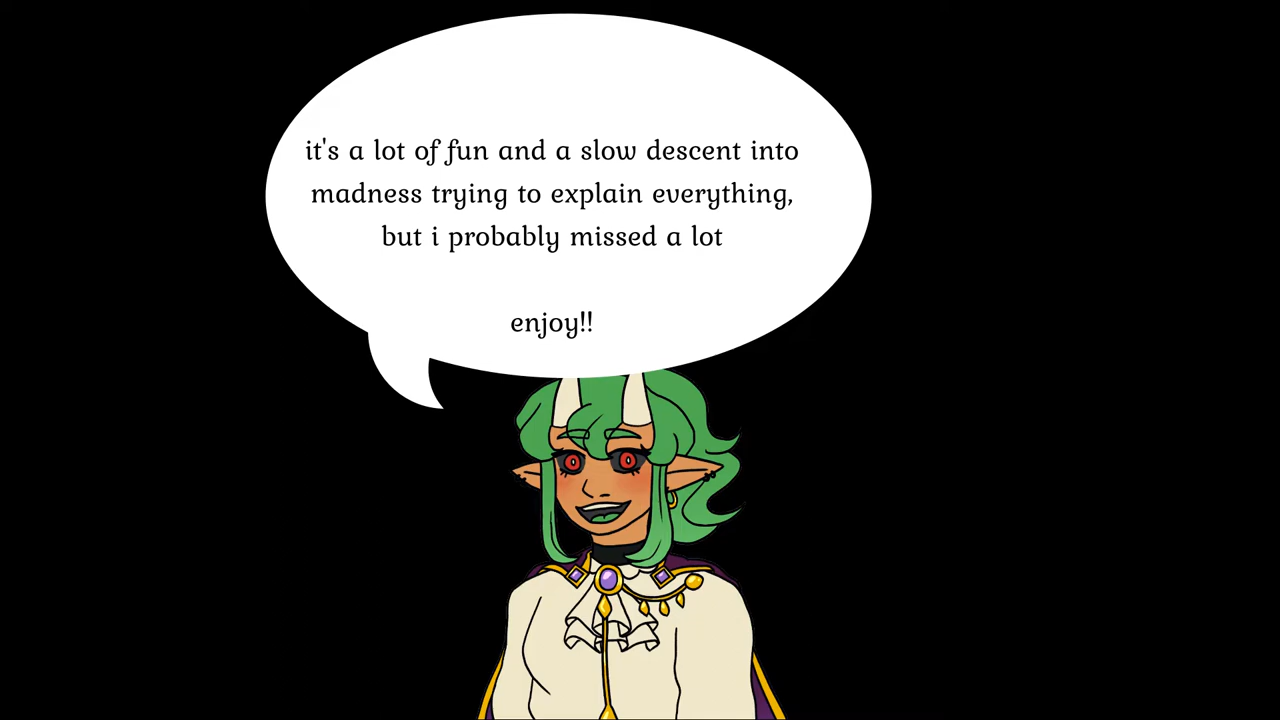 it's a lot of fun and a slow descent into
madness trying to explain everything,
but i probably missed a lot
enjoy!!